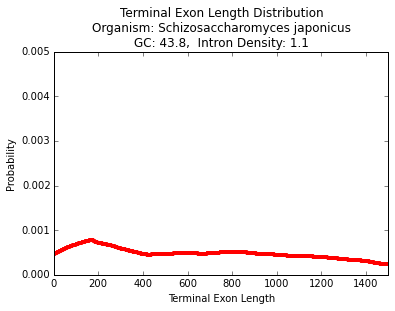 Terminal Exon Length Distribution
Organism: Schizosaccharomyces japonicus
GC: 43.8,  Intron Density: 1.1
0.005
0.004
0.003
0.002
0.001
0.000
Probability
0 200 400 600 800 1000 1200 1400
Terminal Exon Length